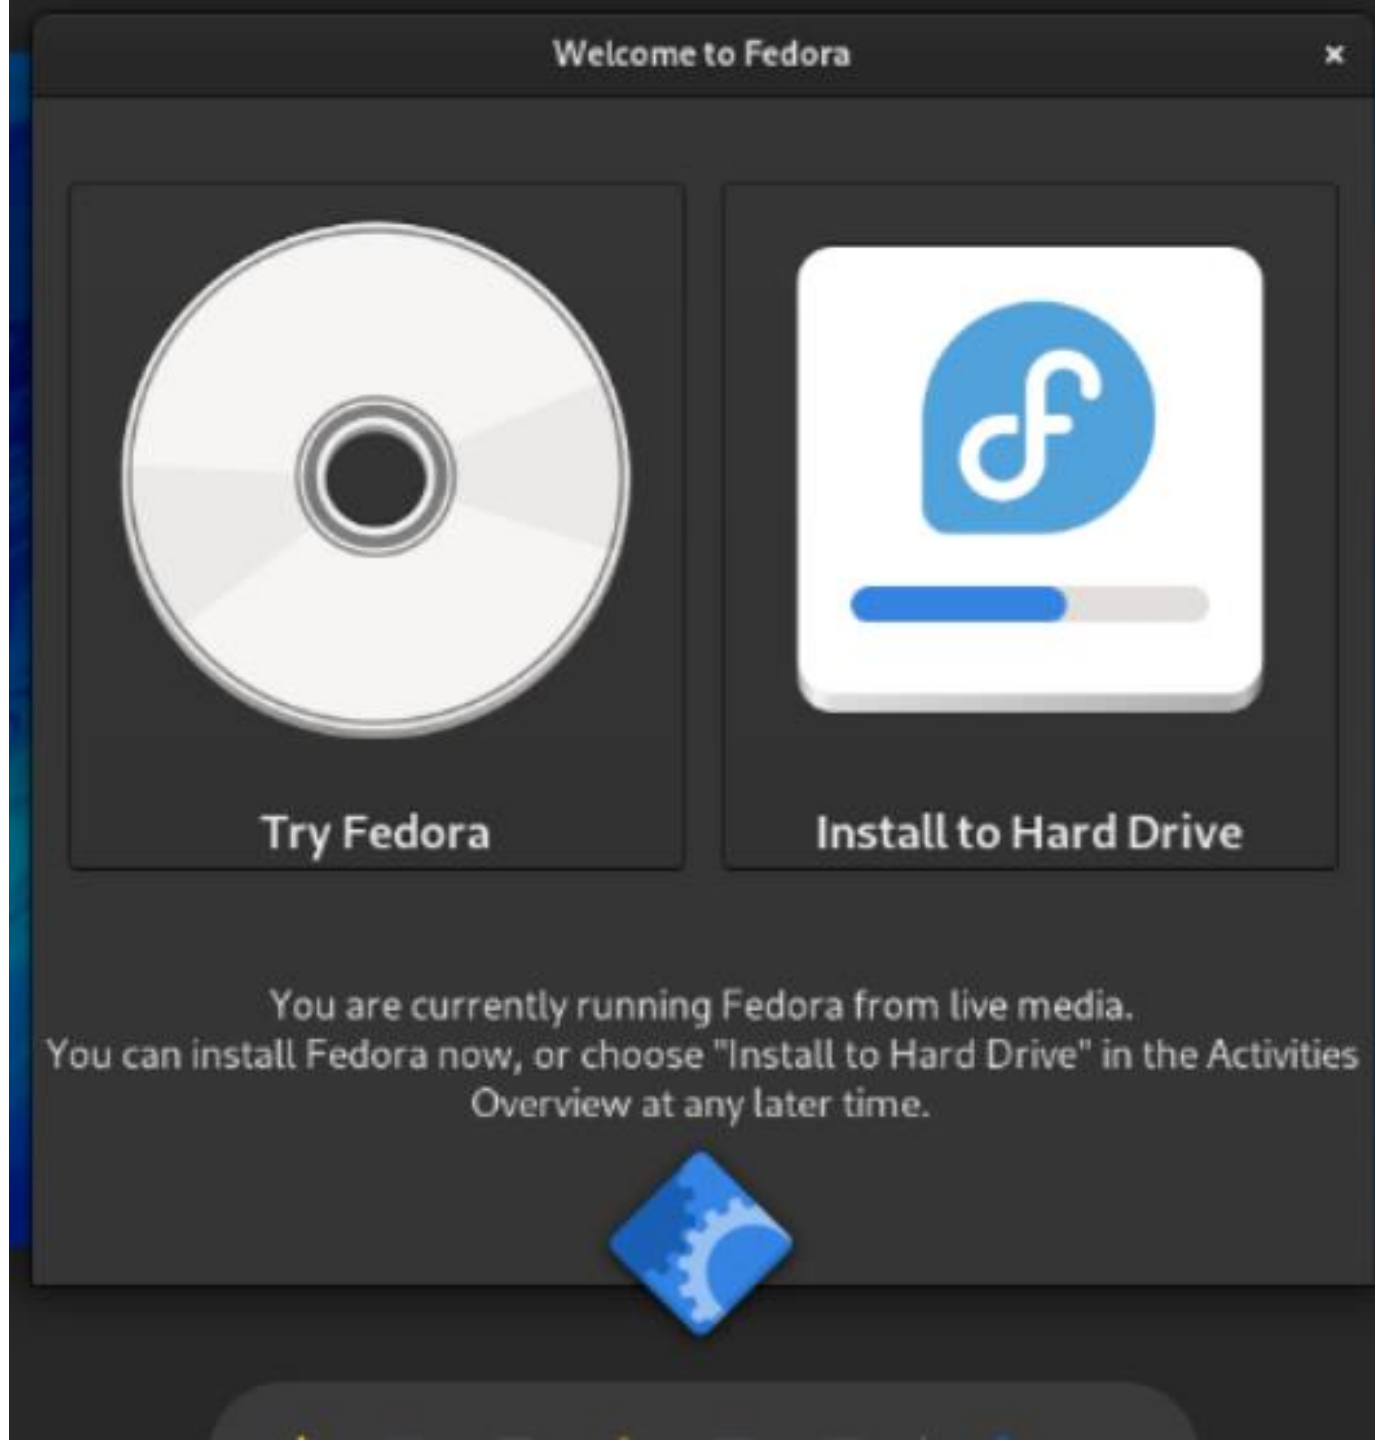 Welcome to Fedora
Try Fedora
Install to Hard Drive
You are currently running Fedora from live media.
You can install Fedora now, or choose "Install to Hard Drive" in the Activities
Overview at any later time.